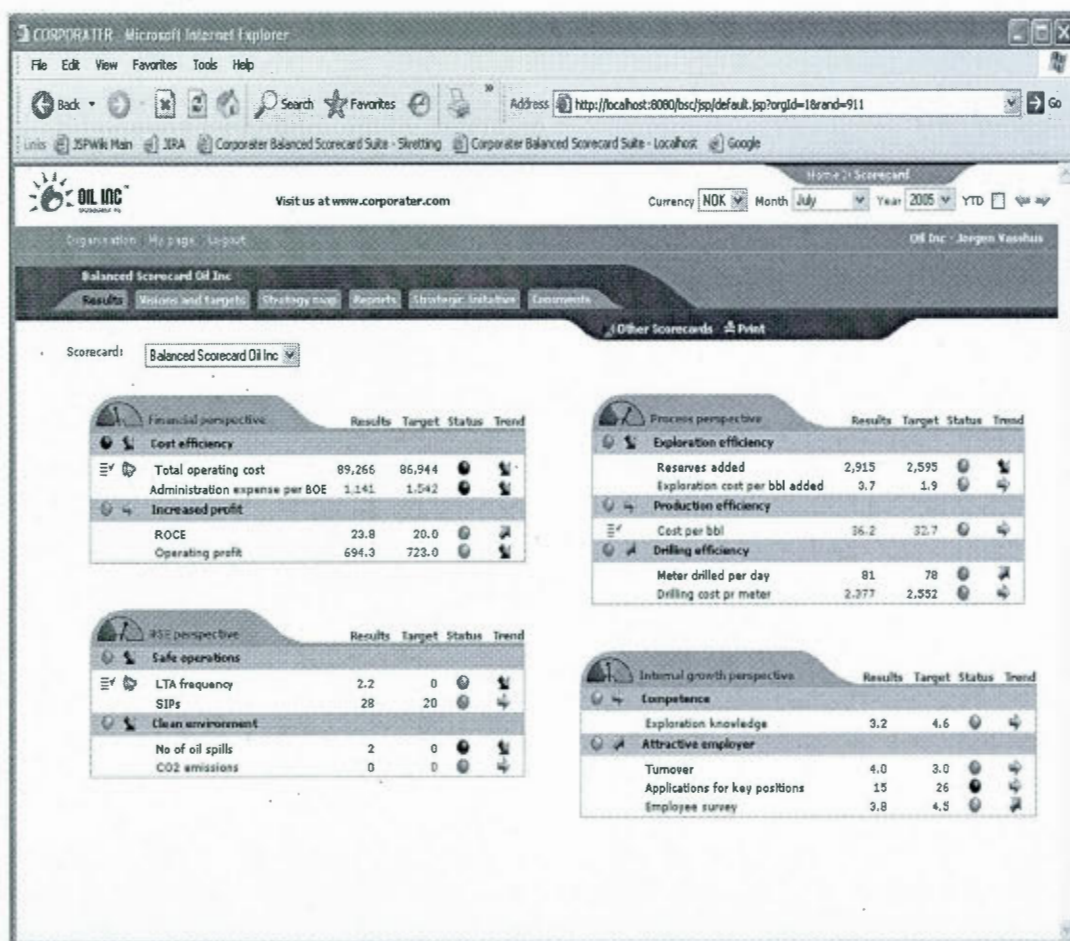 CORPORATER Microsoft Internet Explorer
File Edit View Favorites Tools Help
Back Search Favorites Address http://localhost:8080/bsc/jsp/default.jsp?orgId=1&rand=911 Go
Links JSPWiki Main JIRA Corporater Balanced Scorecard Suite - Skretting Corporater Balanced Scorecard Suite - Localhost Google
Home > Scorecard
OIL INC Visit us at www.corporater.com Currency NOK Month July Year 2005 YTD
Organisation My page Logout Oil Inc - Jørgen Vasshus
Balanced Scorecard Oil Inc
Results Visions and targets Strategy map Reports Strategic Initiative Comments
Other Scorecards Print
Scorecard: Balanced Scorecard Oil Inc
Financial perspective Results Target Status Trend
Cost efficiency
Total operating cost 89,266 86,944
Administration expense per BOE 1.141 1.542
Increased profit
ROCE 23.8 20.0
Operating profit 694.3 723.0
Process perspective Results Target Status Trend
Exploration efficiency
Reserves added 2,915 2,595
Exploration cost per bbl added 3.7 1.9
Production efficiency
Cost per bbl 36.2 32.7
Drilling efficiency
Meter drilled per day 81 78
Drilling cost pr meter 2.377 2,552
HSE perspective Results Target Status Trend
Safe operations
LTA frequency 2.2 0
SIPs 28 20
Clean environment
No of oil spills 2 0
CO2 emissions 0 0
Internal growth perspective Results Target Status Trend
Competence
Exploration knowledge 3.2 4.6
Attractive employer
Turnover 4.0 3.0
Applications for key positions 15 26
Employee survey 3.8 4.5